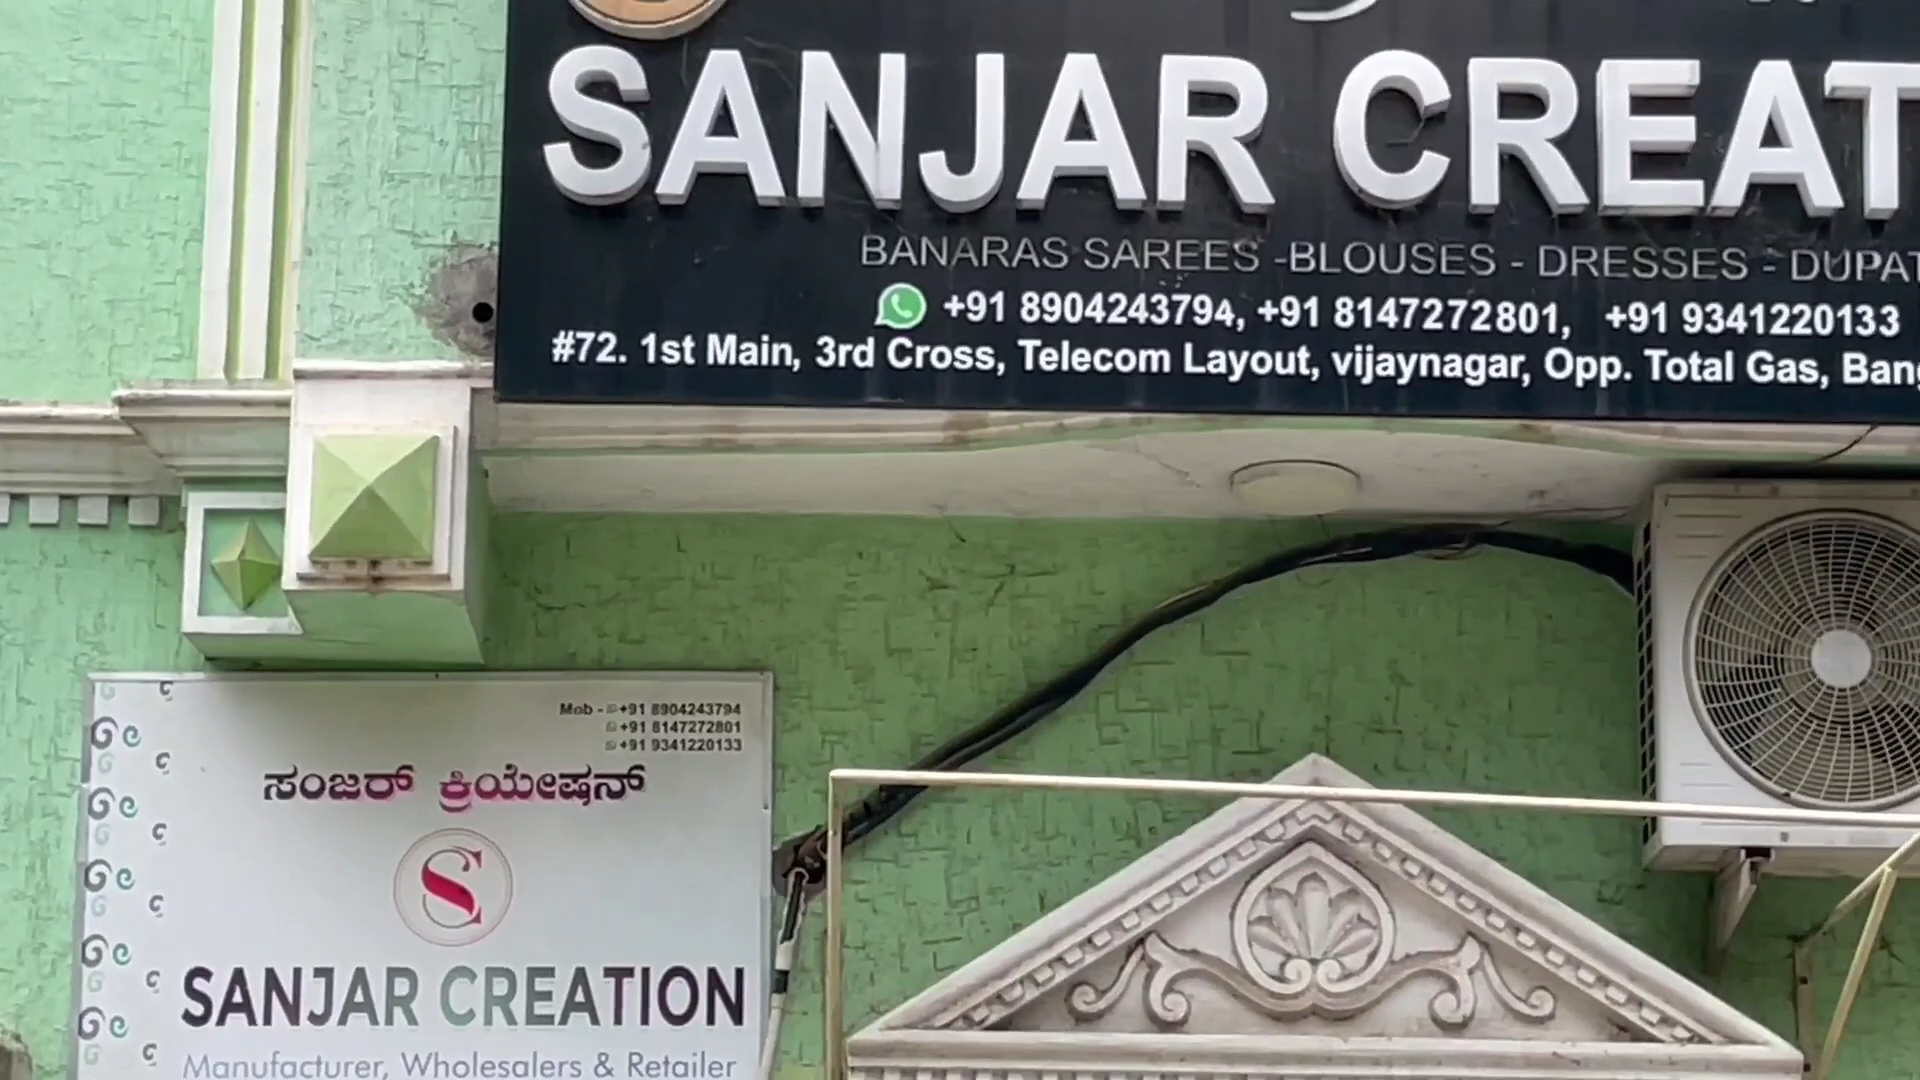 SANJAR CREAT
BANARAS SAREES -BLOUSES - DRESSES - DUPAT
+91 8904243794, +91 8147272801, +91 9341220133
#72. 1st Main, 3rd Cross, Telecom Layout, vijaynagar, Opp. Total Gas, Bang
Mob - +91 8904243794
+91 8147272801
+91 9341220133
ಸಂಜರ್ ಕ್ರಿಯೇಷನ್
S
SANJAR CREATION
Manufacturer, Wholesalers & Retailer